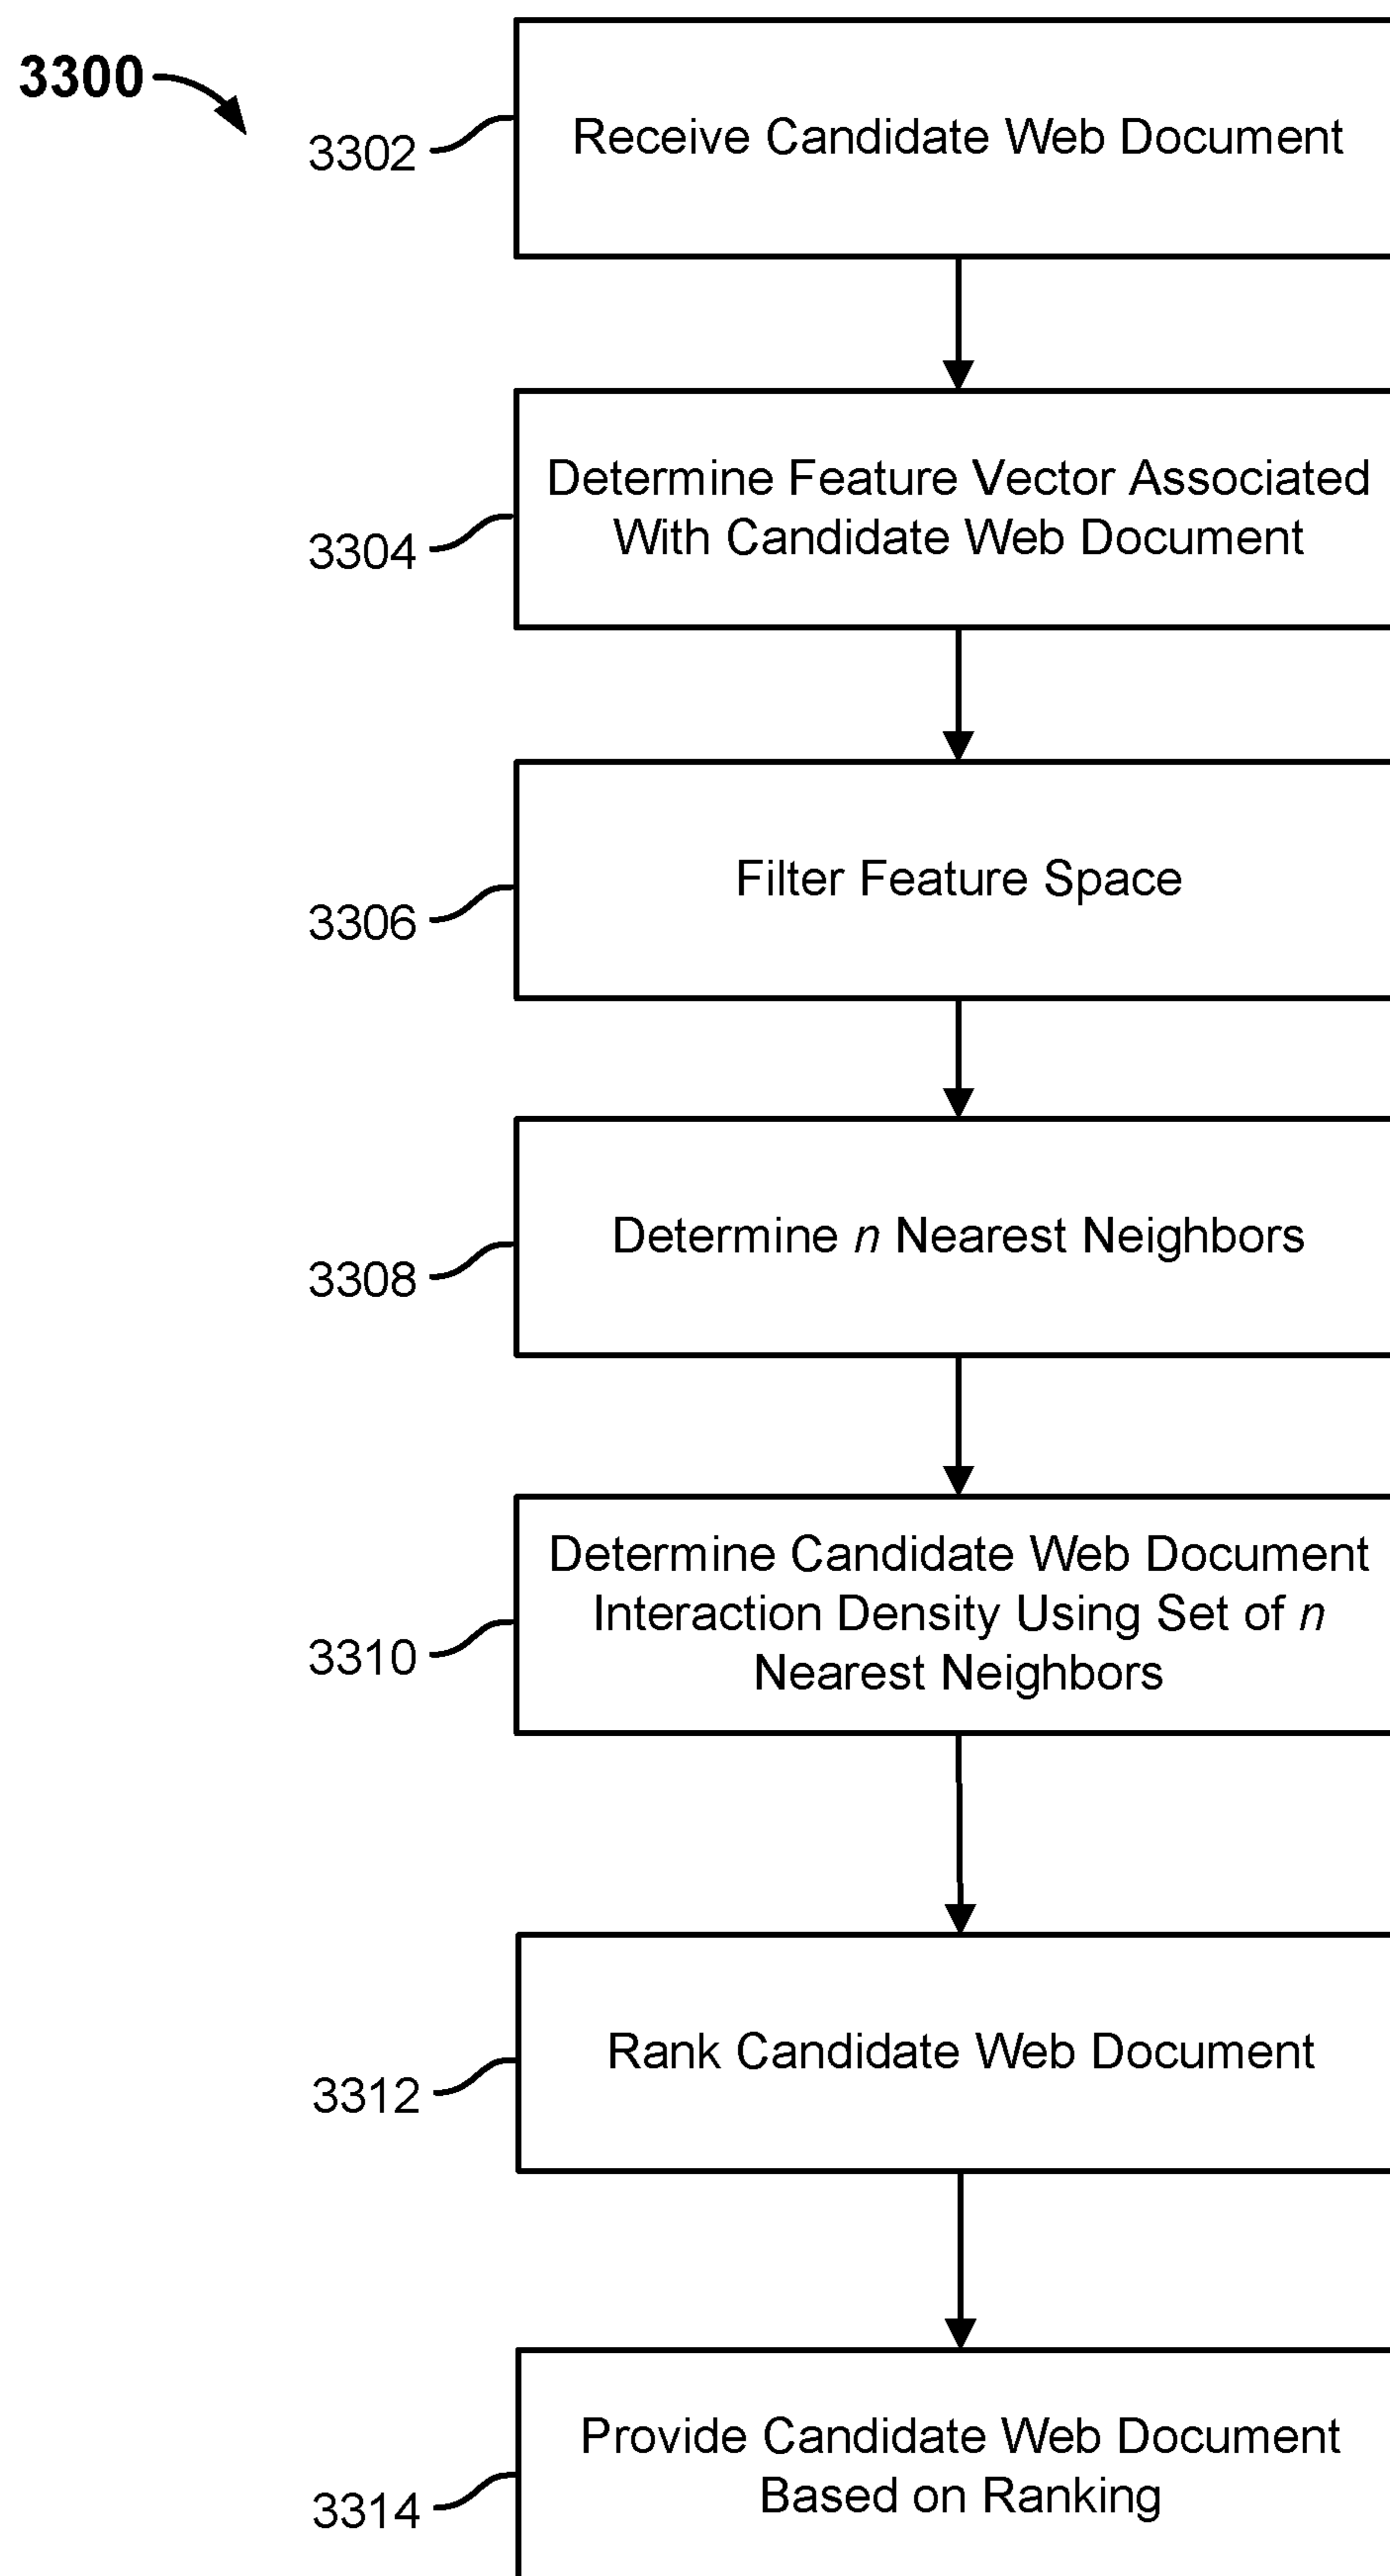 3300
3302
Receive Candidate Web Document
3304
Determine Feature Vector Associated
With Candidate Web Document
3306
Filter Feature Space
3308
Determine n Nearest Neighbors
3310
Determine Candidate Web Document
Interaction Density Using Set of n
Nearest Neighbors
3312
Rank Candidate Web Document
3314
Provide Candidate Web Document
Based on Ranking